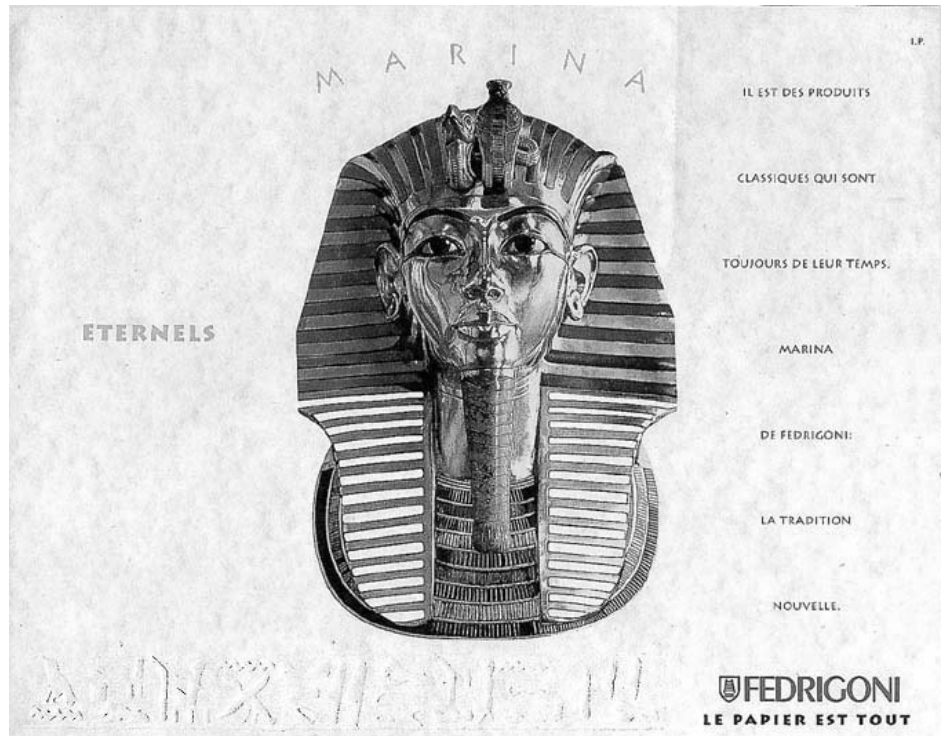 MARINA
I.P.
IL EST DES PRODUITS
CLASSIQUES QUI SONT
TOUJOURS DE LEUR TEMPS.
ETERNELS
MARINA
DE FEDRIGONI:
LA TRADITION
NOUVELLE.
FEDRIGONI
LE PAPIER EST TOUT